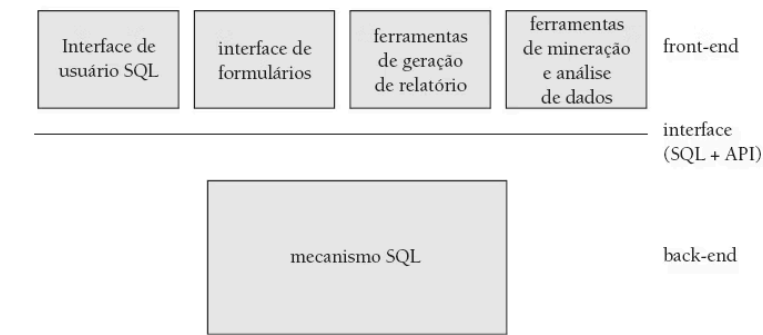 Interface de
usuário SQL
interface de
formulários
ferramentas
de geração
de relatório
ferramentas
de mineração
e análise
de dados
front-end
interface
(SQL + API)
mecanismo SQL
back-end